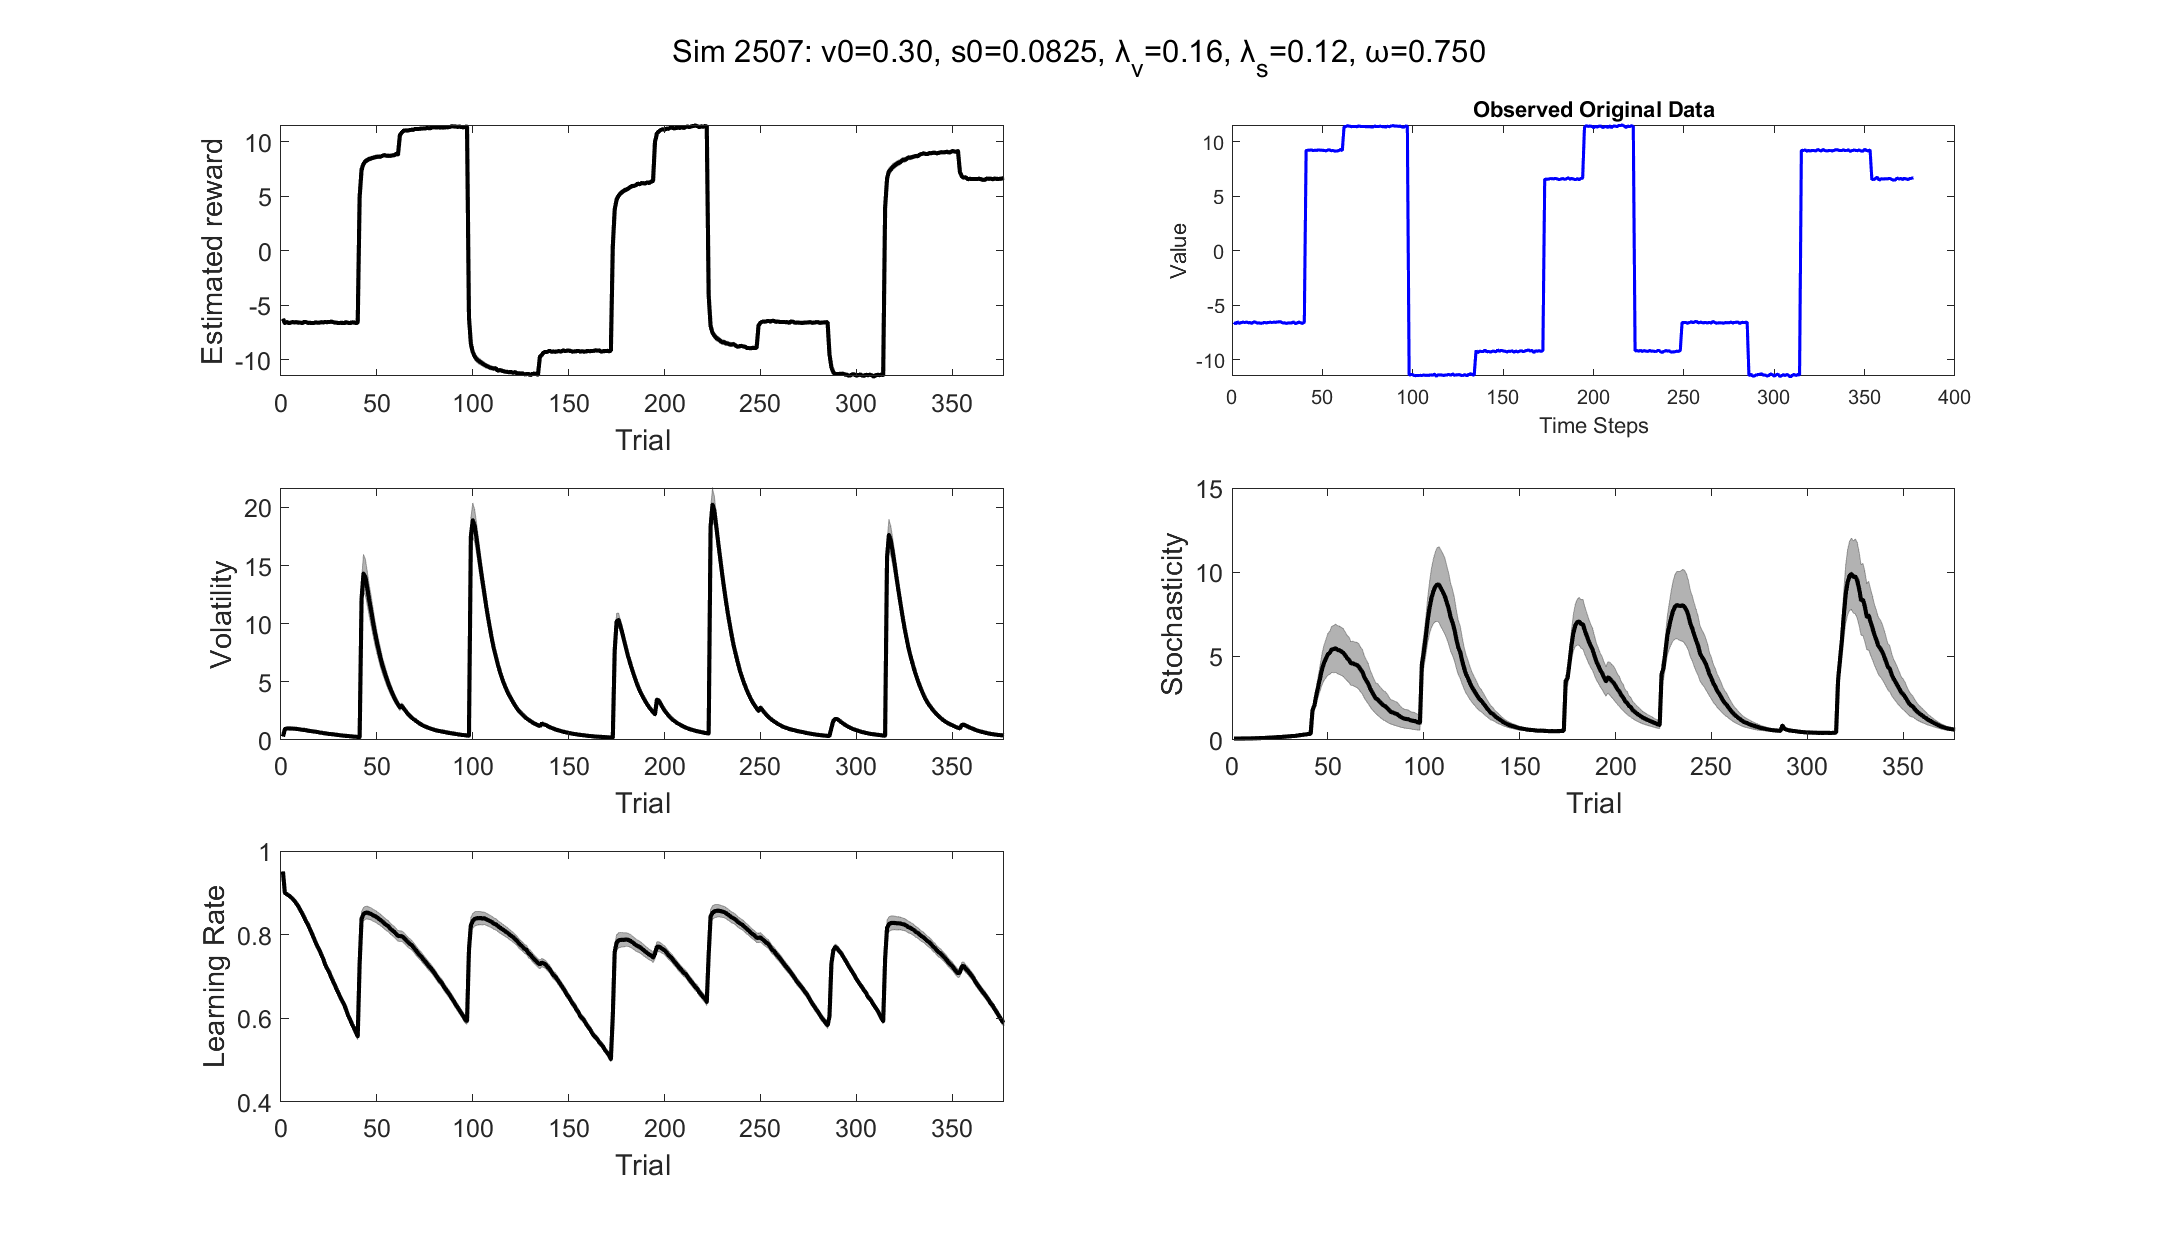 Sim 2507: v0=0.30, s0=0.0825, λv=0.16, λs=0.12, ω=0.750
Estimated reward
10
5
0
-5
-10
0 50 100 150 200 250 300 350
Trial
Observed Original Data
Value
10
5
0
-5
-10
0 50 100 150 200 250 300 350 400
Time Steps
Volatility
20
15
10
5
0
0 50 100 150 200 250 300 350
Trial
Stochasticity
15
10
5
0
0 50 100 150 200 250 300 350
Trial
Learning Rate
1
0.8
0.6
0.4
0 50 100 150 200 250 300 350
Trial